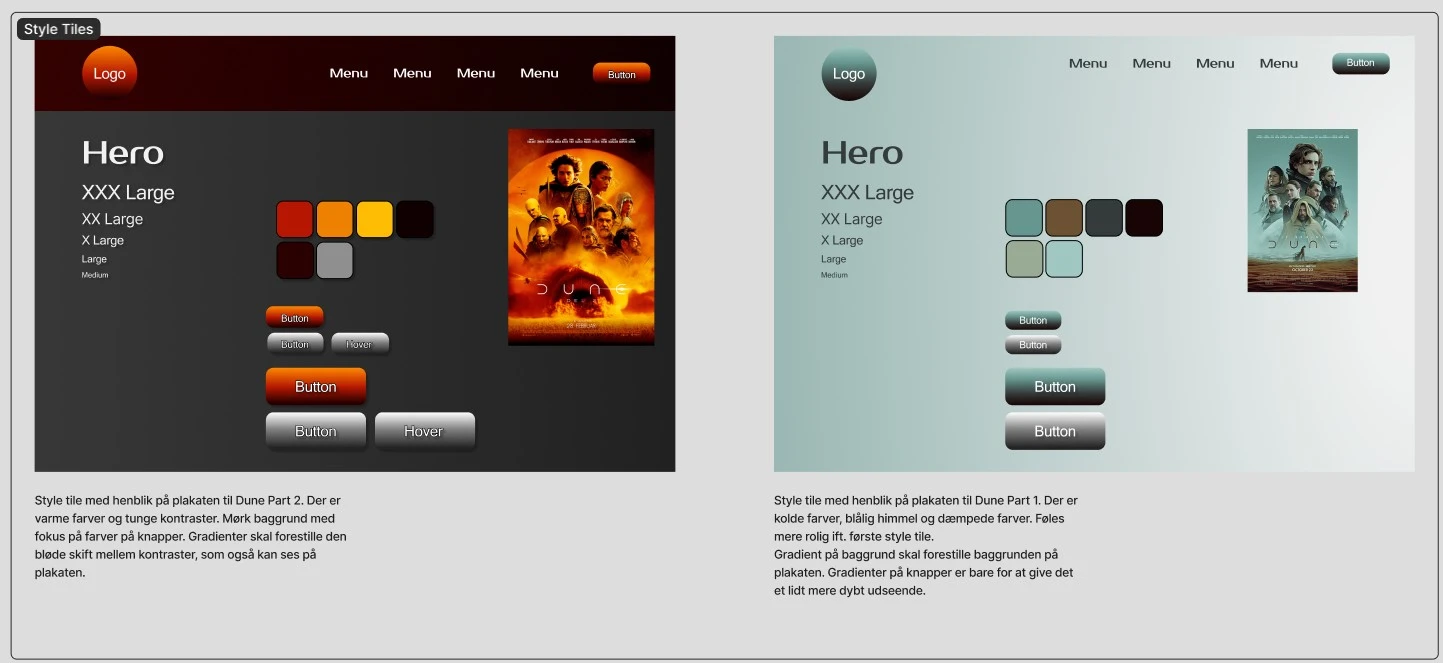 Style Tiles
Logo
Menu Menu Menu Menu
Button
Hero
XXX Large
XX Large
X Large
Large
Medium
Button
Button Hover
Button
Button Hover
DUNE
28 FEBRUAR
Style tile med henblik på plakaten til Dune Part 2. Der er
varme farver og tunge kontraster. Mørk baggrund med
fokus på farver på knapper. Gradienter skal forestille den
bløde skift mellem kontraster, som også kan ses på
plakaten.
Logo
Menu Menu Menu Menu
Button
Hero
XXX Large
XX Large
X Large
Large
Medium
Button
Button
Button
Button
DUNE
OCTOBER 22
Style tile med henblik på plakaten til Dune Part 1. Der er
kolde farver, blålig himmel og dæmpede farver. Føles
mere rolig ift. første style tile.
Gradient på baggrund skal forestille baggrunden på
plakaten. Gradienter på knapper er bare for at give det
et lidt mere dybt udseende.